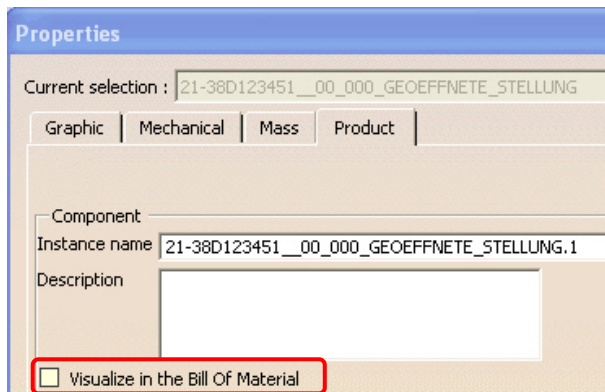 Properties
Current selection : 21-38D123451__00_000_GEOEFFNETE_STELLUNG
Graphic Mechanical Mass Product
Component
Instance name 21-38D123451__00_000_GEOEFFNETE_STELLUNG.1
Description
Visualize in the Bill Of Material